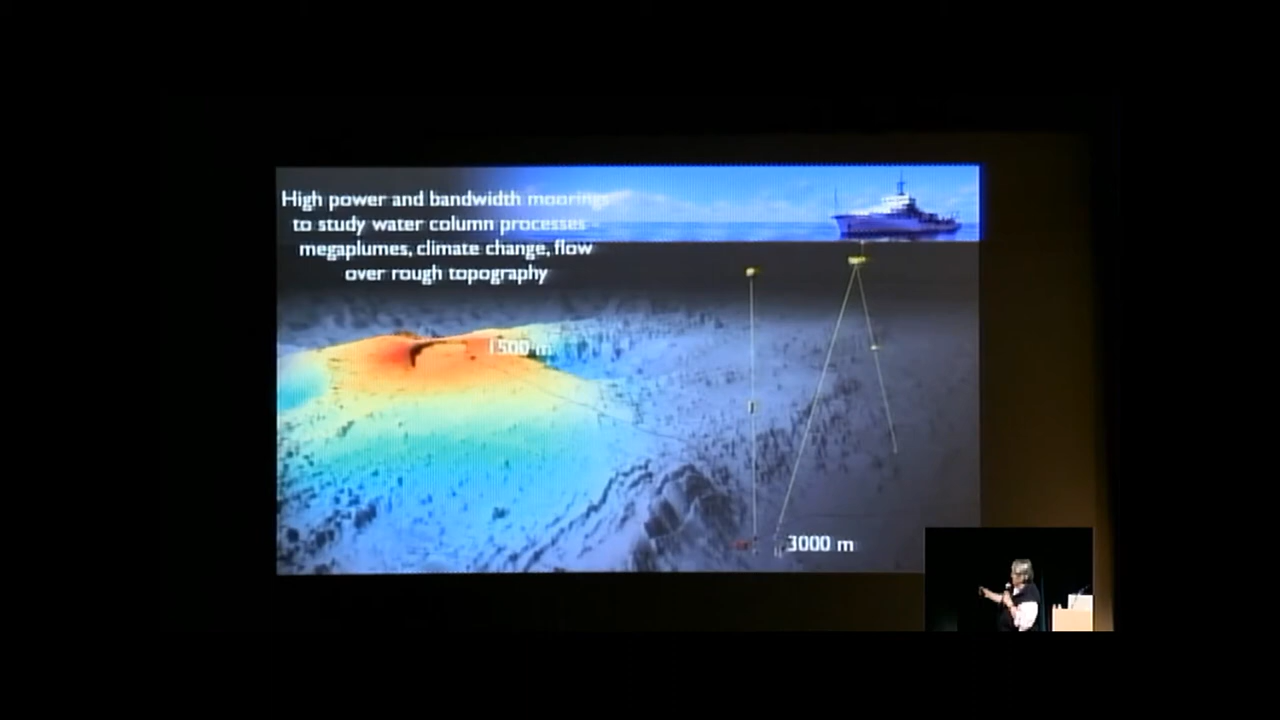 High power and bandwidth moorings
to study water column processes -
megaplumes, climate change, flow
over rough topography
1500 m
3000 m